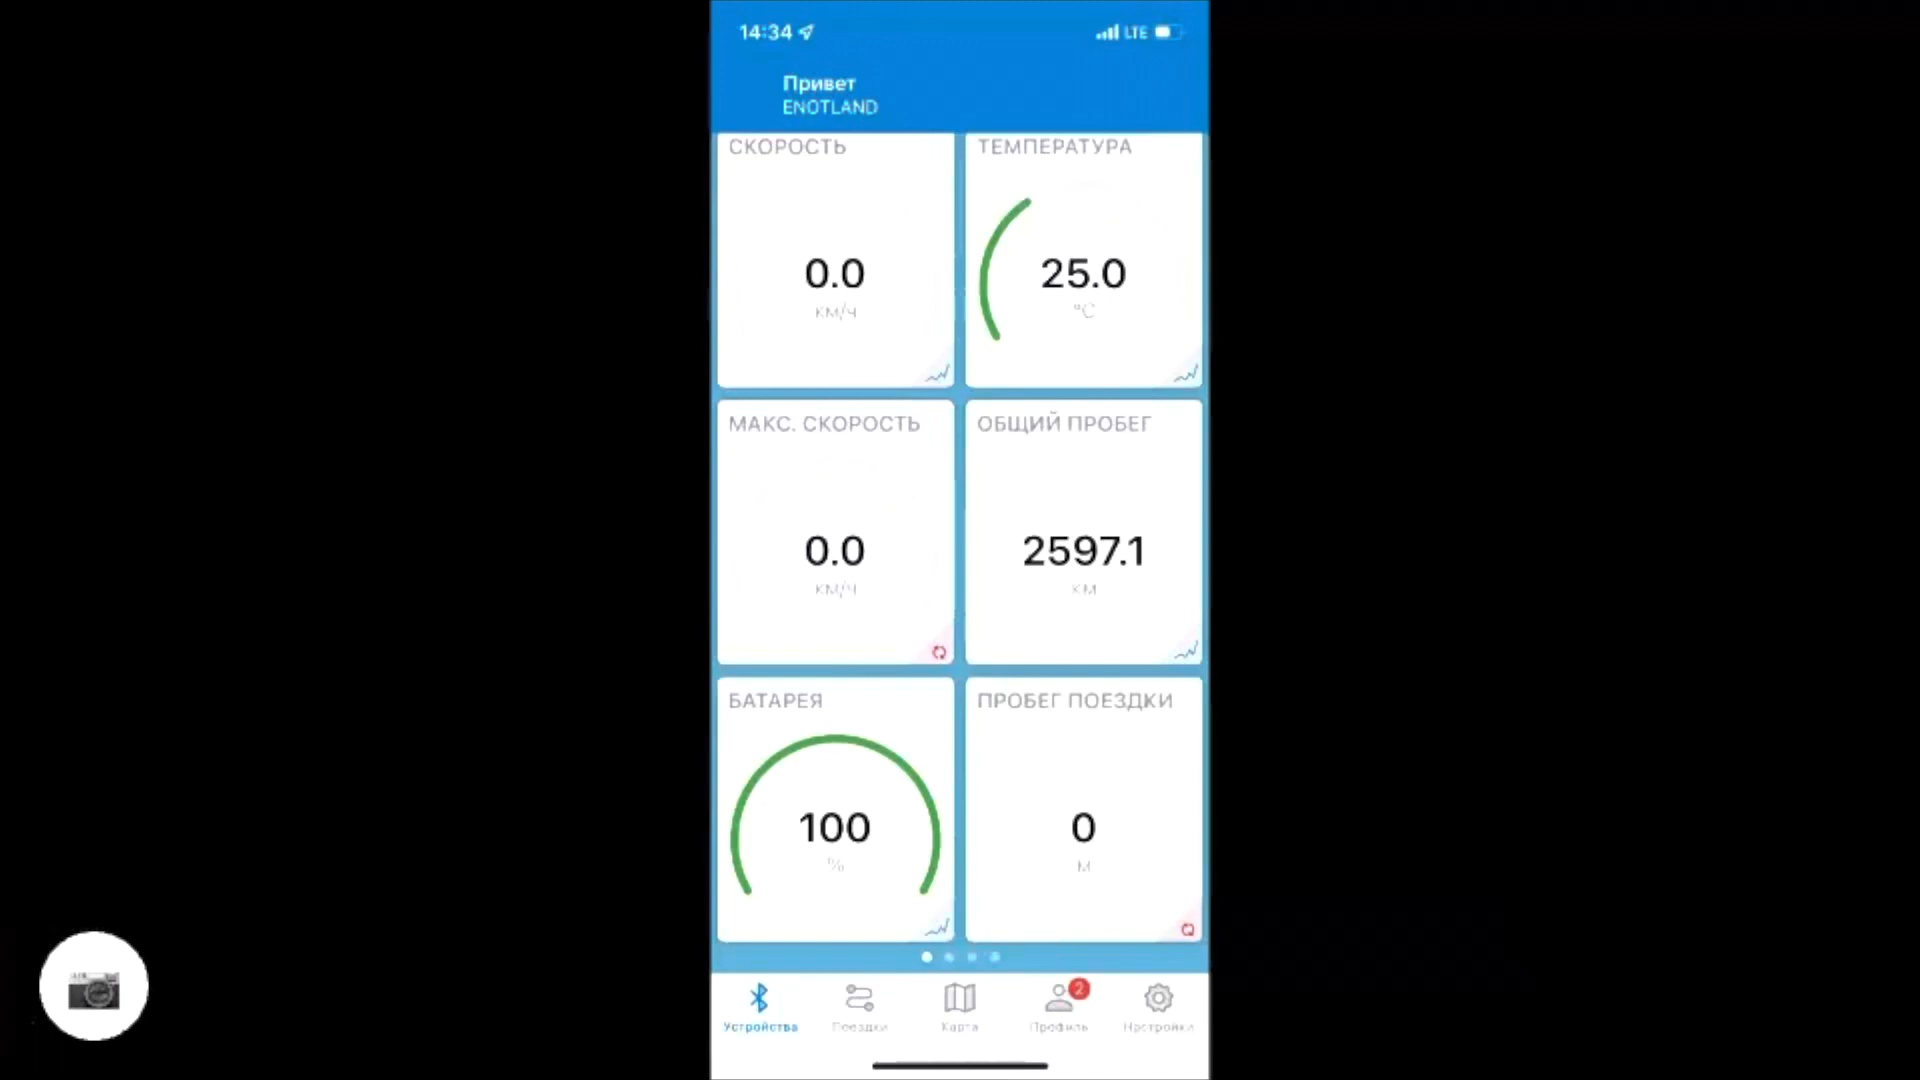 14:34
LTE
Привет
ENOTLAND
СКОРОСТЬ
0.0
км/ч
ТЕМПЕРАТУРА
25.0
°C
МАКС. СКОРОСТЬ
0.0
км/ч
ОБЩИЙ ПРОБЕГ
2597.1
км
БАТАРЕЯ
100
%
ПРОБЕГ ПОЕЗДКИ
0
м
Устройства
Поездки
Карта
2
Профиль
Настройки